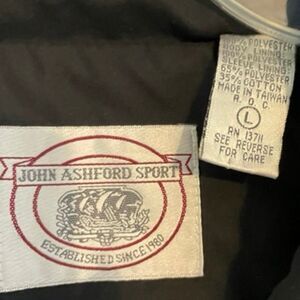 JOHN ASHFORD SPORT
ESTABLISHED SINCE 1980
POLYESTER
BODY LINING:
POLYESTER
SLEEVE LINING:
65% POLYESTER
35% COTTON
MADE IN TAIWAN
R.O.C.
L
RN 13711
SEE REVERSE
FOR CARE